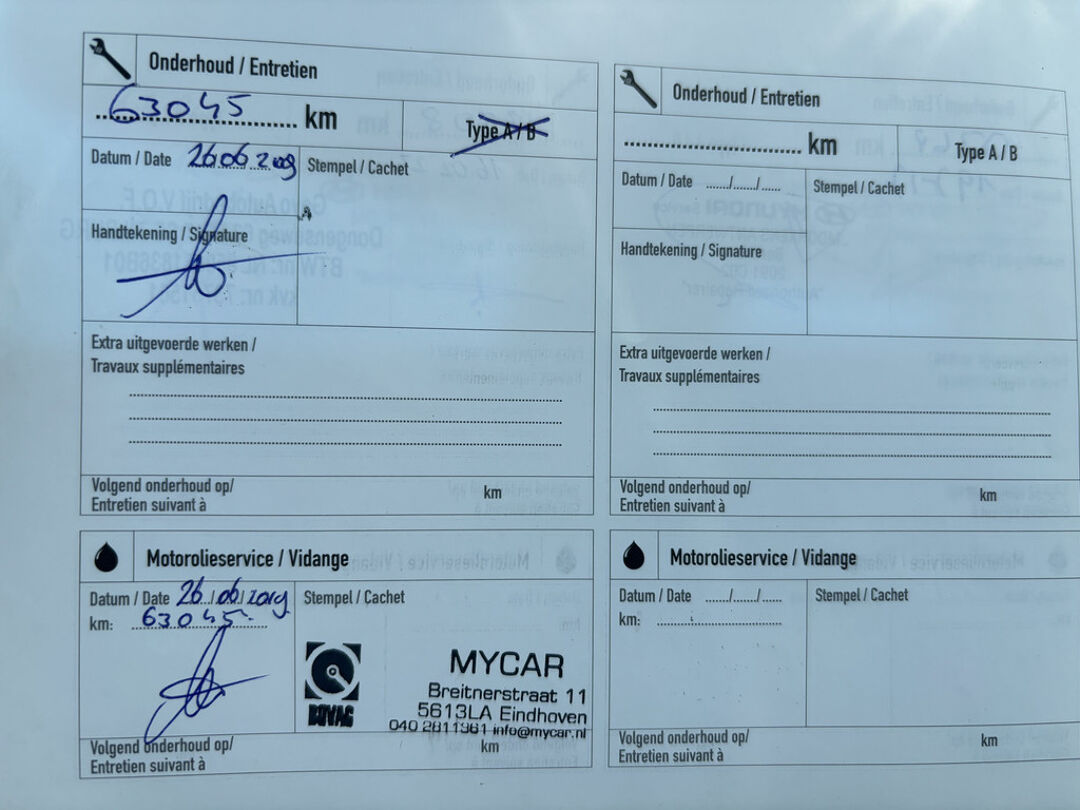 Onderhoud / Entretien
63045 km
Type A / B
Datum / Date 26.06.2019
Stempel / Cachet
Handtekening / Signature
Extra uitgevoerde werken /
Travaux supplémentaires
Volgend onderhoud op/
Entretien suivant à
km
Motorolieservice / Vidange
Datum / Date 26/06/2019
km: 63045
Stempel / Cachet
BOVAG
MYCAR
Breitnerstraat 11
5613LA Eindhoven
040 2811961 info@mycar.nl
Volgend onderhoud op/
Entretien suivant à
km
Onderhoud / Entretien
km
Type A / B
Datum / Date ....../....../......
Stempel / Cachet
Handtekening / Signature
Extra uitgevoerde werken /
Travaux supplémentaires
Volgend onderhoud op/
Entretien suivant à
km
Motorolieservice / Vidange
Datum / Date ....../....../......
km:
Stempel / Cachet
Volgend onderhoud op/
Entretien suivant à
km